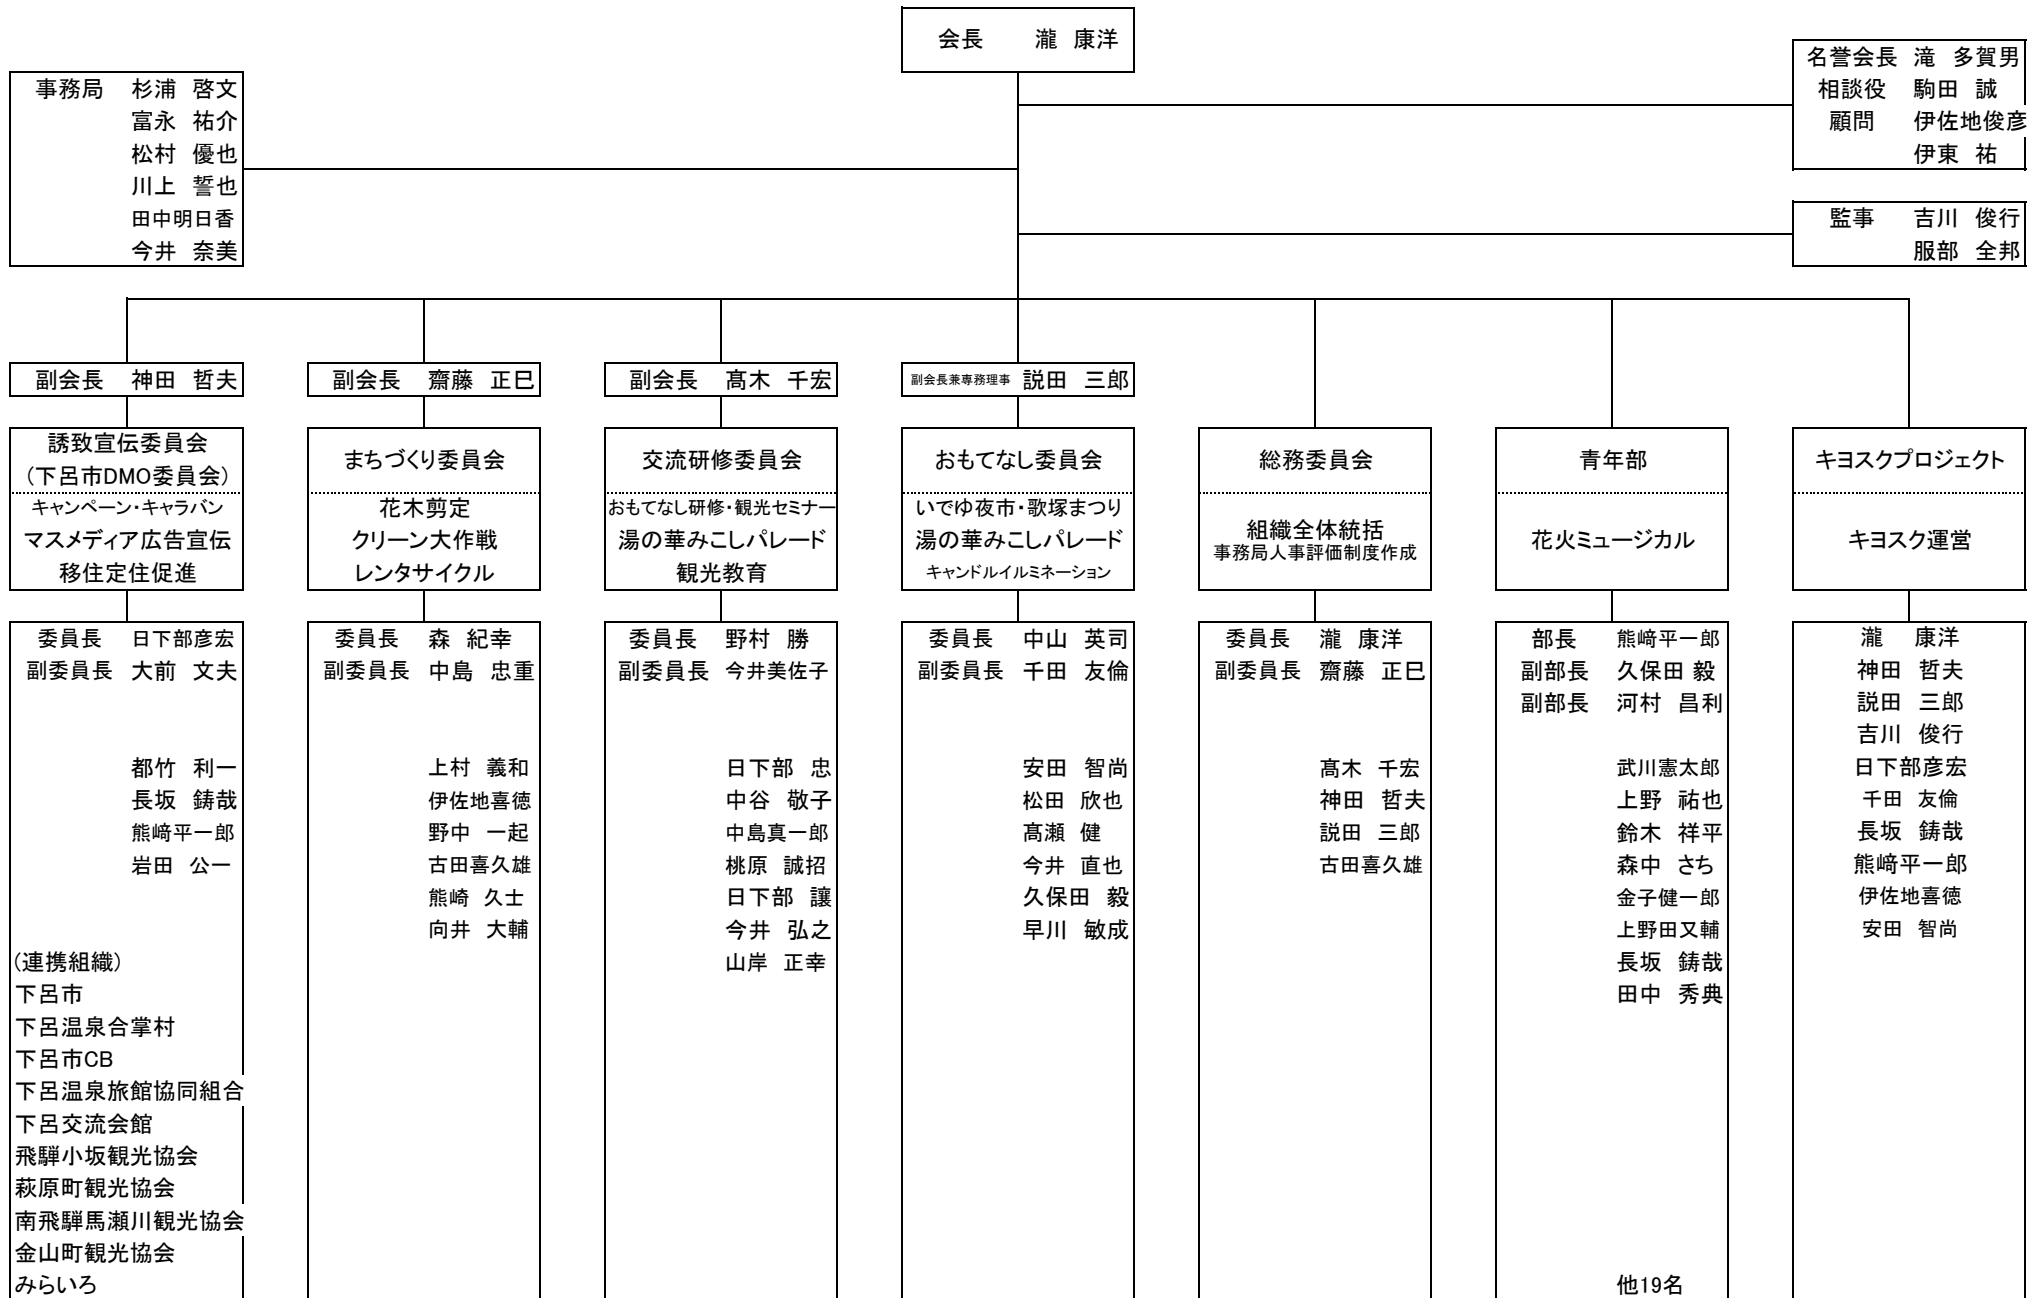 会長 瀧 康洋
名誉会長 滝 多賀男
相談役 駒田 誠
顧問 伊佐地俊彦
伊東 祐
事務局 杉浦 啓文
富永 祐介
松村 優也
川上 誓也
田中明日香
今井 奈美
監事 吉川 俊行
服部 全邦
副会長 神田 哲夫
誘致宣伝委員会
(下呂市DMO委員会)
キャンペーン・キャラバン
マスメディア広告宣伝
移住定住促進
委員長 日下部彦宏
副委員長 大前 文夫
都竹 利一
長坂 鋳哉
熊﨑平一郎
岩田 公一
(連携組織)
下呂市
下呂温泉合掌村
下呂市CB
下呂温泉旅館協同組合
下呂交流会館
飛騨小坂観光協会
萩原町観光協会
南飛騨馬瀬川観光協会
金山町観光協会
みらいろ
副会長 齋藤 正巳
まちづくり委員会
花木剪定
クリーン大作戦
レンタサイクル
委員長 森 紀幸
副委員長 中島 忠重
上村 義和
伊佐地喜徳
野中 一起
古田喜久雄
熊崎 久士
向井 大輔
副会長 髙木 千宏
交流研修委員会
おもてなし研修・観光セミナー
湯の華みこしパレード
観光教育
委員長 野村 勝
副委員長 今井美佐子
日下部 忠
中谷 敬子
中島真一郎
桃原 誠招
日下部 讓
今井 弘之
山岸 正幸
副会長兼専務理事 説田 三郎
おもてなし委員会
いでゆ夜市・歌塚まつり
湯の華みこしパレード
キャンドルイルミネーション
委員長 中山 英司
副委員長 千田 友倫
安田 智尚
松田 欣也
髙瀬 健
今井 直也
久保田 毅
早川 敏成
総務委員会
組織全体統括
事務局人事評価制度作成
委員長 瀧 康洋
副委員長 齋藤 正巳
髙木 千宏
神田 哲夫
説田 三郎
古田喜久雄
青年部
花火ミュージカル
部長 熊﨑平一郎
副部長 久保田 毅
副部長 河村 昌利
武川憲太郎
上野 祐也
鈴木 祥平
森中 さち
金子健一郎
上野田又輔
長坂 鋳哉
田中 秀典
他19名
キヨスクプロジェクト
キヨスク運営
瀧 康洋
神田 哲夫
説田 三郎
吉川 俊行
日下部彦宏
千田 友倫
長坂 鋳哉
熊﨑平一郎
伊佐地喜徳
安田 智尚